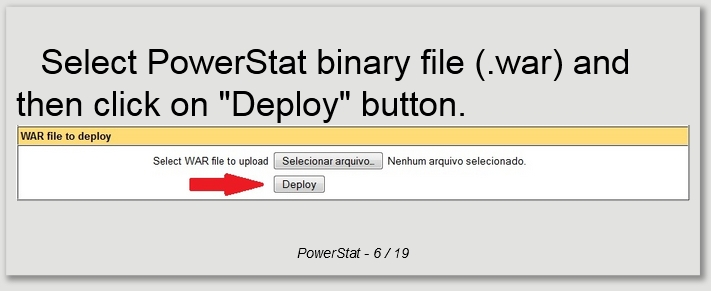 Select PowerStat binary file (.war) and
then click on "Deploy" button.
WAR file to deploy
Select WAR file to upload Selecionar arquivo.. Nenhum arquivo selecionado.
Deploy
PowerStat - 6 / 19